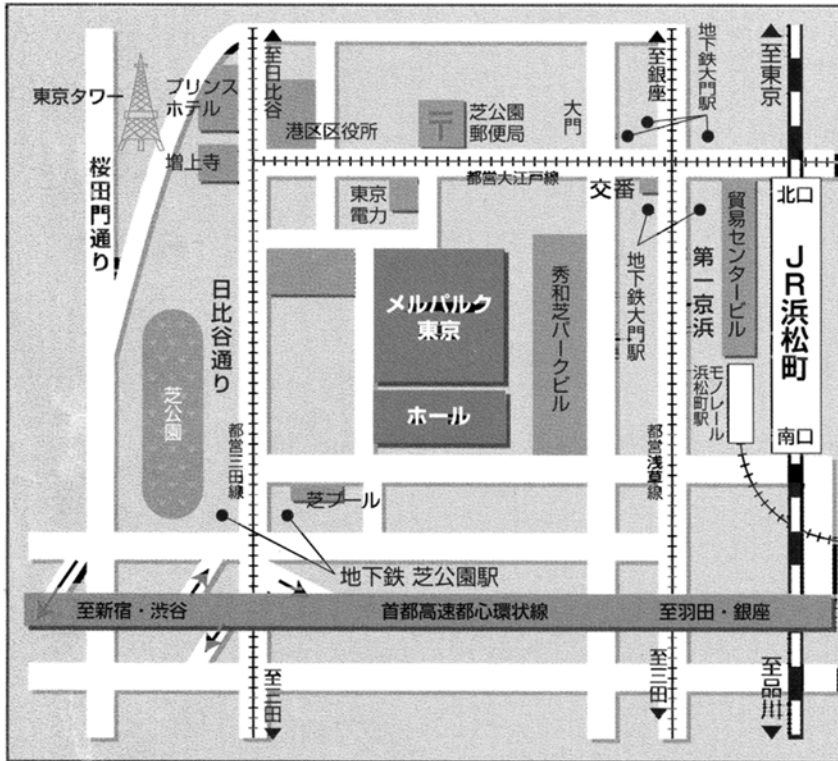 至日比谷
至銀座
地下鉄大門駅
至東京
東京タワー
プリンス
ホテル
港区区役所
芝公園
郵便局
大門
増上寺
都営大江戸線
東京
電力
交番
北口
桜田門通り
日比谷通り
メルパルク
東京
ホール
秀和芝パークビル
地下鉄大門駅
第一京浜
貿易センタービル
JR浜松町
モノレール
浜松町駅
南口
芝公園
都営三田線
都営浅草線
芝プール
地下鉄 芝公園駅
至新宿・渋谷
首都高速都心環状線
至羽田・銀座
至三田
至三田
至品川